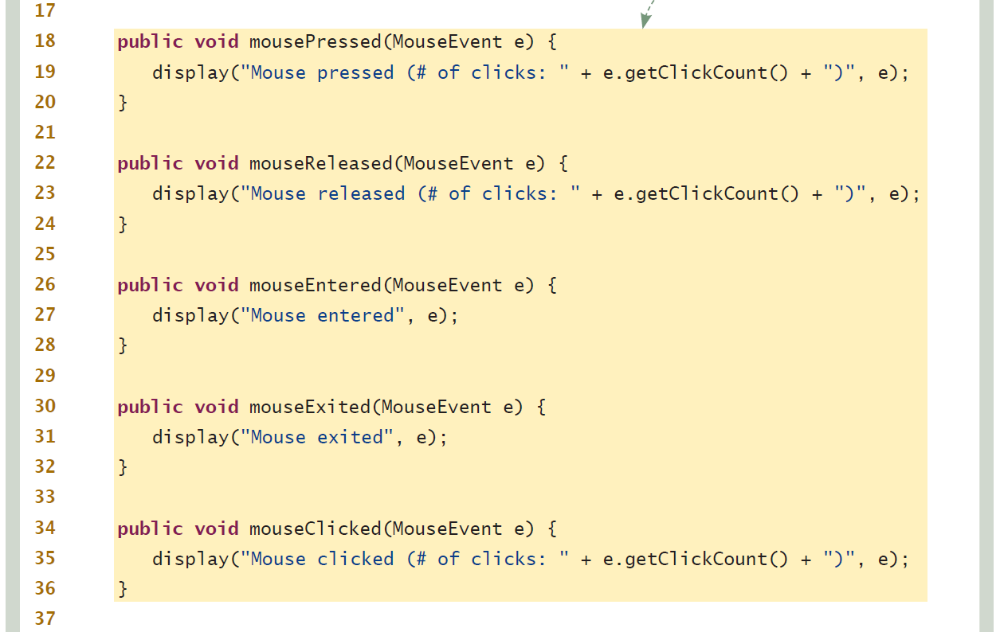 17
18 public void mousePressed(MouseEvent e) {
19 display("Mouse pressed (# of clicks: " + e.getClickCount() + ")", e);
20 }
21
22 public void mouseReleased(MouseEvent e) {
23 display("Mouse released (# of clicks: " + e.getClickCount() + ")", e);
24 }
25
26 public void mouseEntered(MouseEvent e) {
27 display("Mouse entered", e);
28 }
29
30 public void mouseExited(MouseEvent e) {
31 display("Mouse exited", e);
32 }
33
34 public void mouseClicked(MouseEvent e) {
35 display("Mouse clicked (# of clicks: " + e.getClickCount() + ")", e);
36 }
37